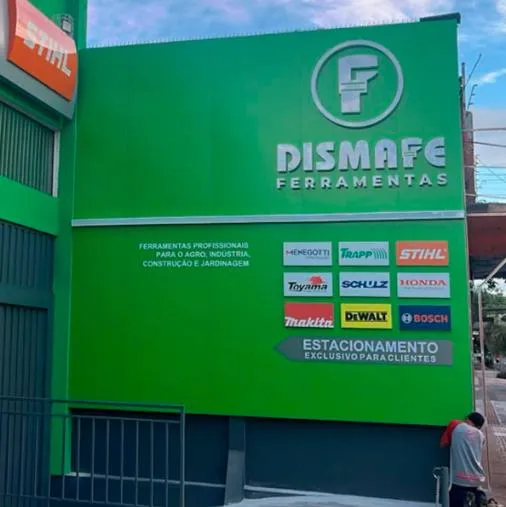 STIHL
DISMAFE
FERRAMENTAS
FERRAMENTAS PROFISSIONAIS
PARA O AGRO, INDÚSTRIA,
CONSTRUÇÃO E JARDINAGEM
MENEGOTTI
TRAPP
STIHL
Toyama
SCHULZ
HONDA
makita
DEWALT
BOSCH
ESTACIONAMENTO
EXCLUSIVO PARA CLIENTES